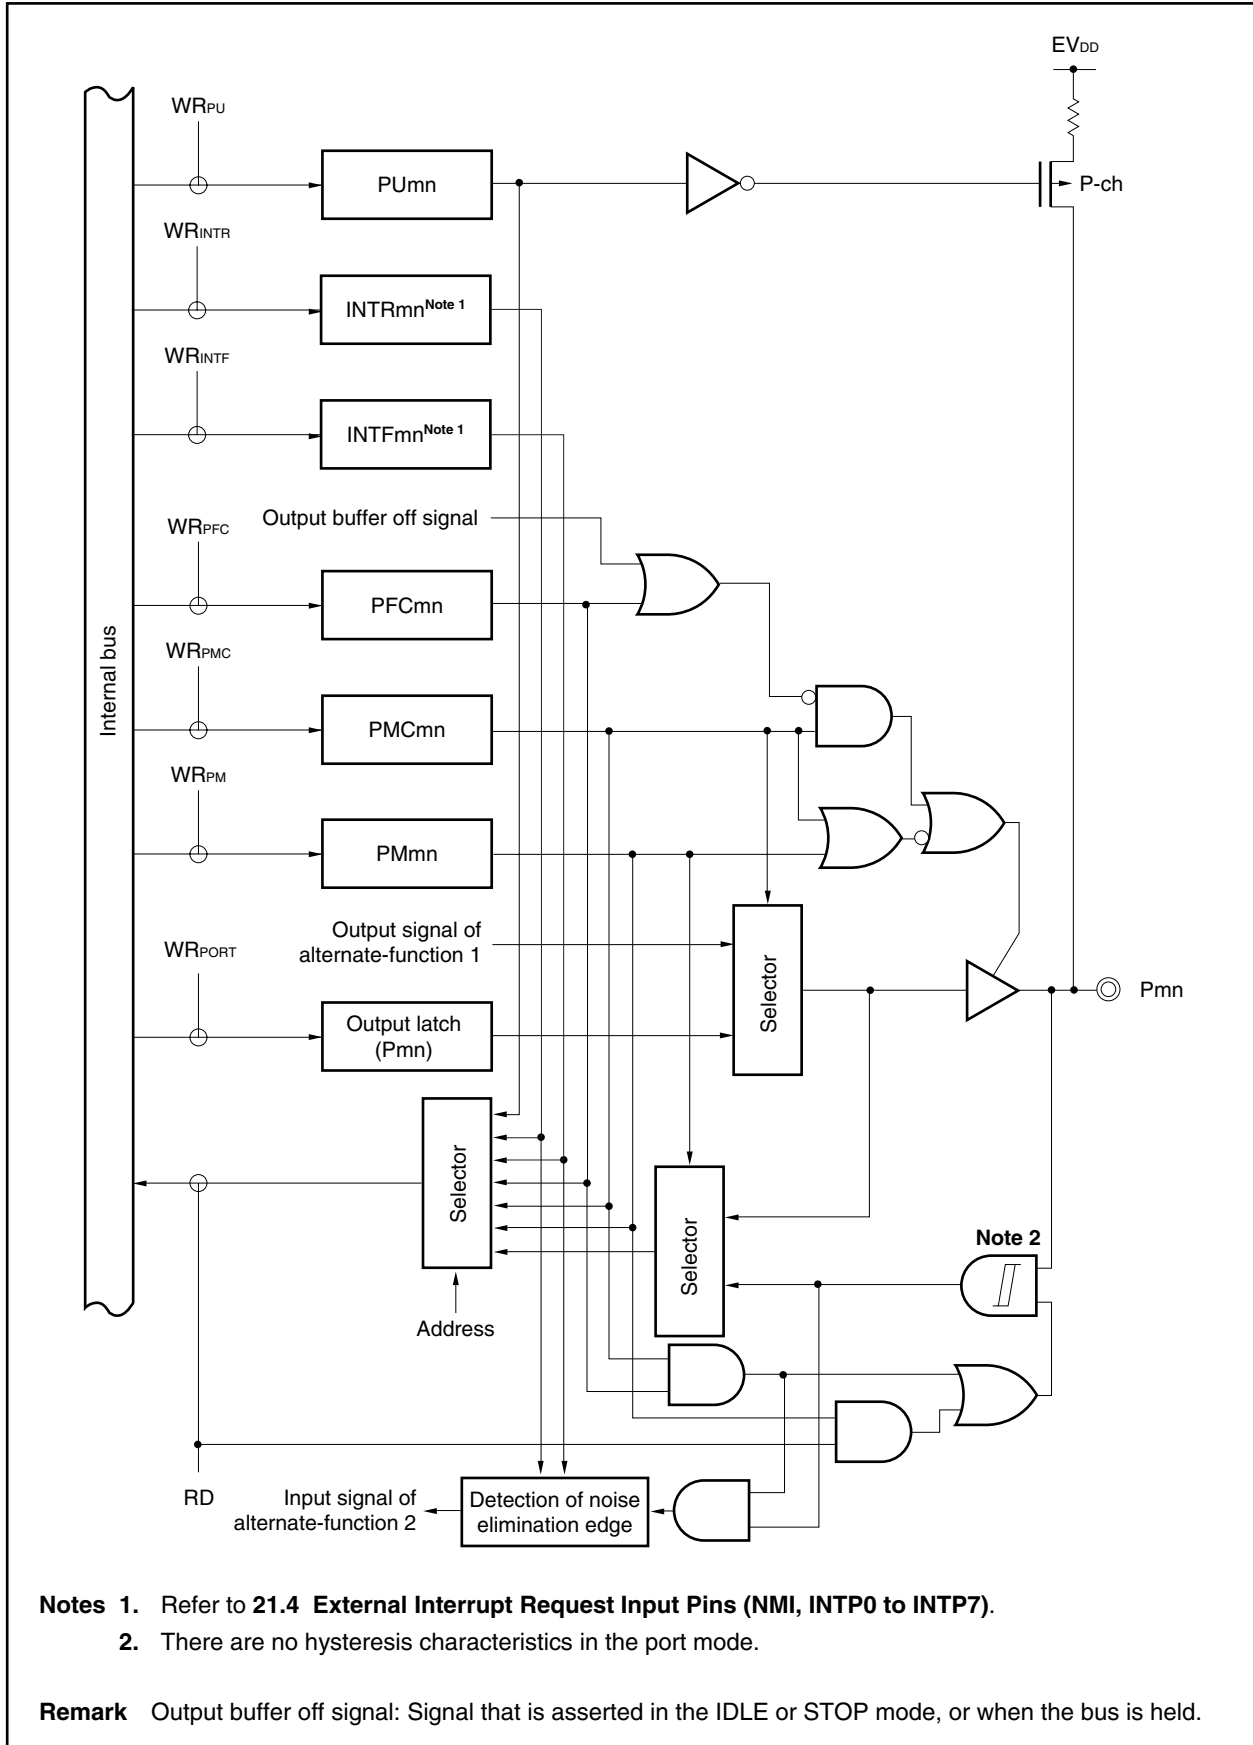 EVDD
WRPU
PUmn
P-ch
WRINTR
INTRmnNote 1
WRINTF
INTFmnNote 1
Output buffer off signal
WRPFC
PFCmn
Internal bus
WRPMC
PMCmn
WRPM
PMmn
Output signal of
alternate-function 1
WRPORT
Selector
Pmn
Output latch
(Pmn)
Selector
Selector
Note 2
Address
RD
Input signal of
alternate-function 2
Detection of noise
elimination edge
Notes 1. Refer to 21.4 External Interrupt Request Input Pins (NMI, INTP0 to INTP7).
2. There are no hysteresis characteristics in the port mode.
Remark Output buffer off signal: Signal that is asserted in the IDLE or STOP mode, or when the bus is held.